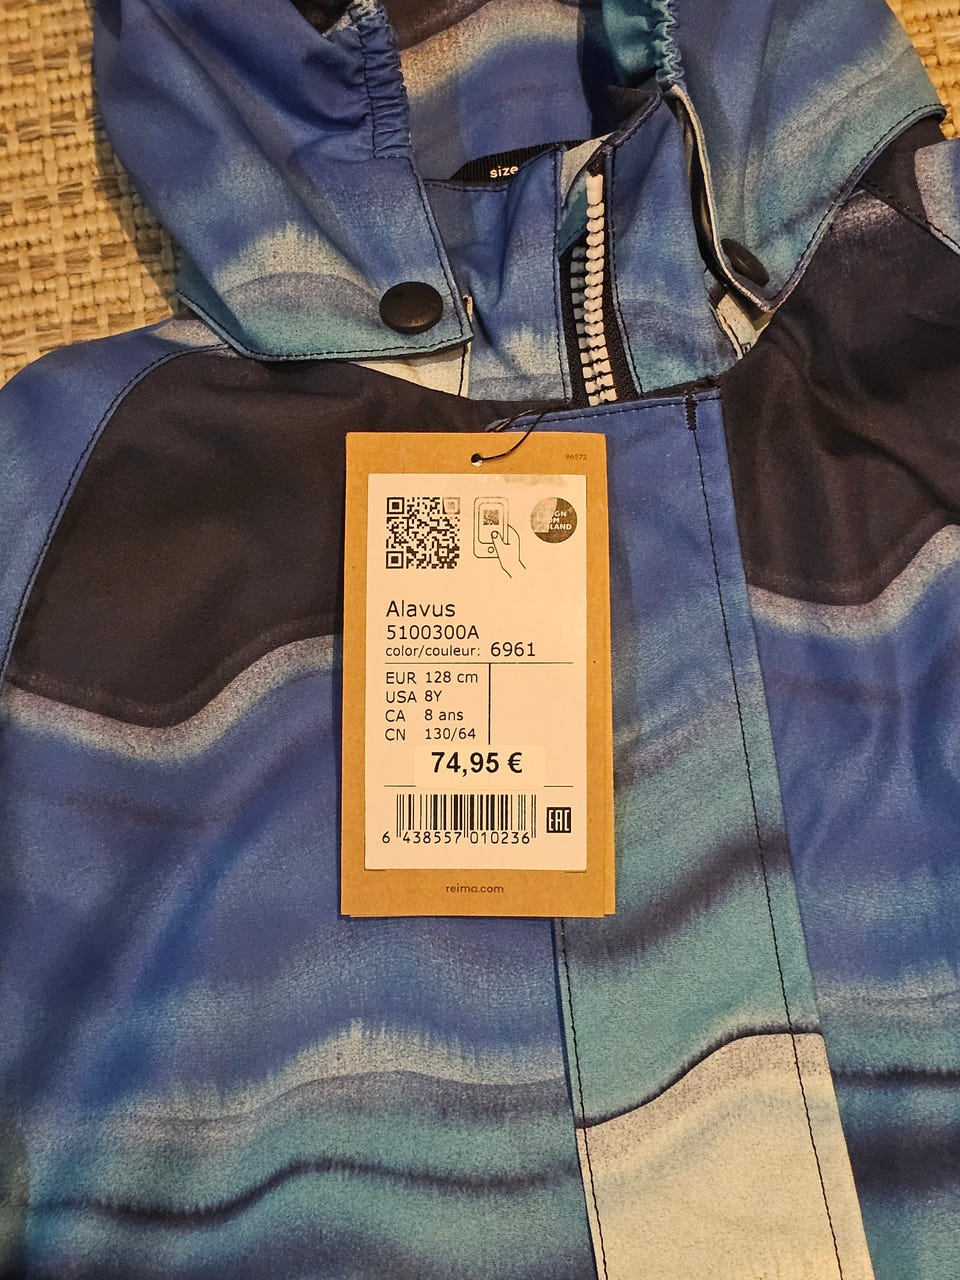 size
96572
Alavus
5100300A
color/couleur: 6961
EUR 128 cm
USA 8Y
CA 8 ans
CN 130/64
74,95 €
EAC
6 438557 010236
reima.com